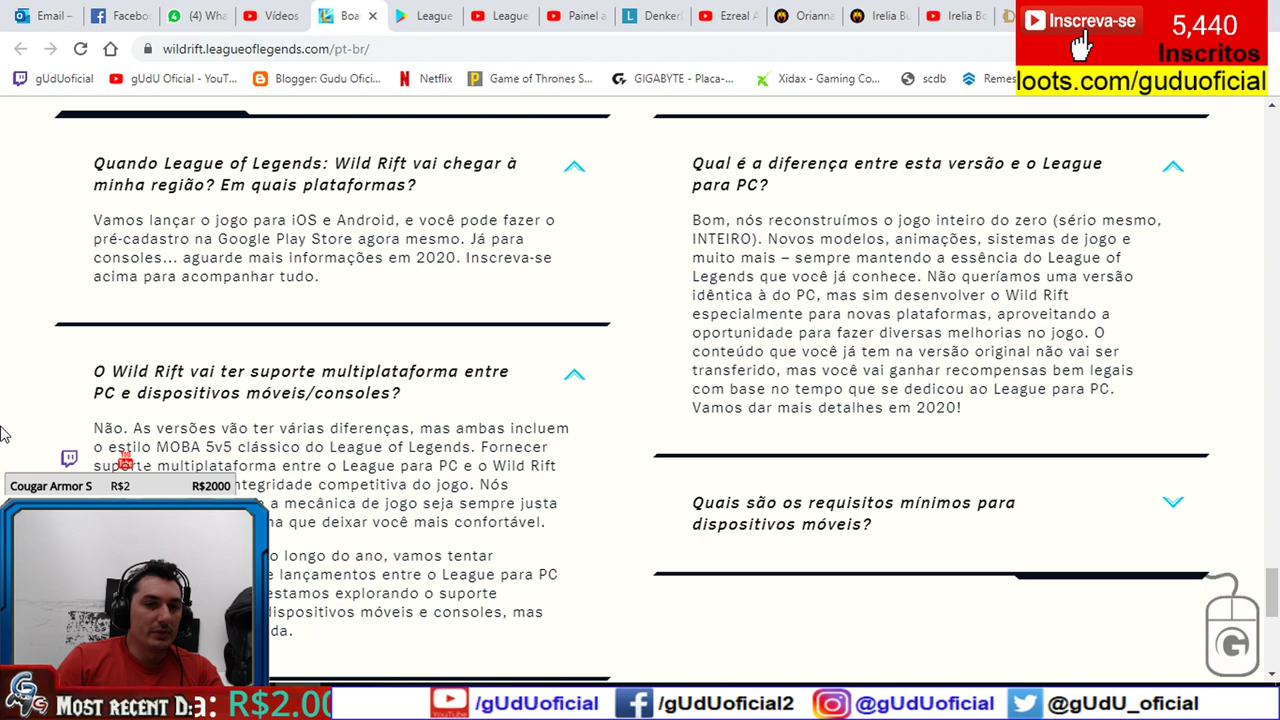 Email –
Faceb
(4) Wha
Vídeos
Boa
League
League
Painel a
Denkeri
Ezreal A
Orianna
Irelia Bu
Irelia Bo
wildrift.leagueoflegends.com/pt-br/
Inscreva-se
5,440
Inscritos
loots.com/guduoficial
gUdUoficial
gUdU Oficial - YouT...
Blogger: Gudu Ofici...
Netflix
Game of Thrones S...
GIGABYTE - Placa-...
Xidax - Gaming Co...
scdb
Remes
Quando League of Legends: Wild Rift vai chegar à
minha região? Em quais plataformas?
Vamos lançar o jogo para iOS e Android, e você pode fazer o
pré-cadastro na Google Play Store agora mesmo. Já para
consoles... aguarde mais informações em 2020. Inscreva-se
acima para acompanhar tudo.
O Wild Rift vai ter suporte multiplataforma entre
PC e dispositivos móveis/consoles?
Não. As versões vão ter várias diferenças, mas ambas incluem
o estilo MOBA 5v5 clássico do League of Legends. Fornecer
suporte multiplataforma entre o League para PC e o Wild Rift
ntegridade competitiva do jogo. Nós
a mecânica de jogo seja sempre justa
na que deixar você mais confortável.
o longo do ano, vamos tentar
e lançamentos entre o League para PC
estamos explorando o suporte
dispositivos móveis e consoles, mas
da.
Qual é a diferença entre esta versão e o League
para PC?
Bom, nós reconstruímos o jogo inteiro do zero (sério mesmo,
INTEIRO). Novos modelos, animações, sistemas de jogo e
muito mais – sempre mantendo a essência do League of
Legends que você já conhece. Não queríamos uma versão
idêntica à do PC, mas sim desenvolver o Wild Rift
especialmente para novas plataformas, aproveitando a
oportunidade para fazer diversas melhorias no jogo. O
conteúdo que você já tem na versão original não vai ser
transferido, mas você vai ganhar recompensas bem legais
com base no tempo que se dedicou ao League para PC.
Vamos dar mais detalhes em 2020!
Quais são os requisitos mínimos para
dispositivos móveis?
Cougar Armor S R$2 R$2000
Most recent D
a: R$2.00
/gUdUoficial
/gUdUoficial2
@gUdUoficial
@gUdU_oficial